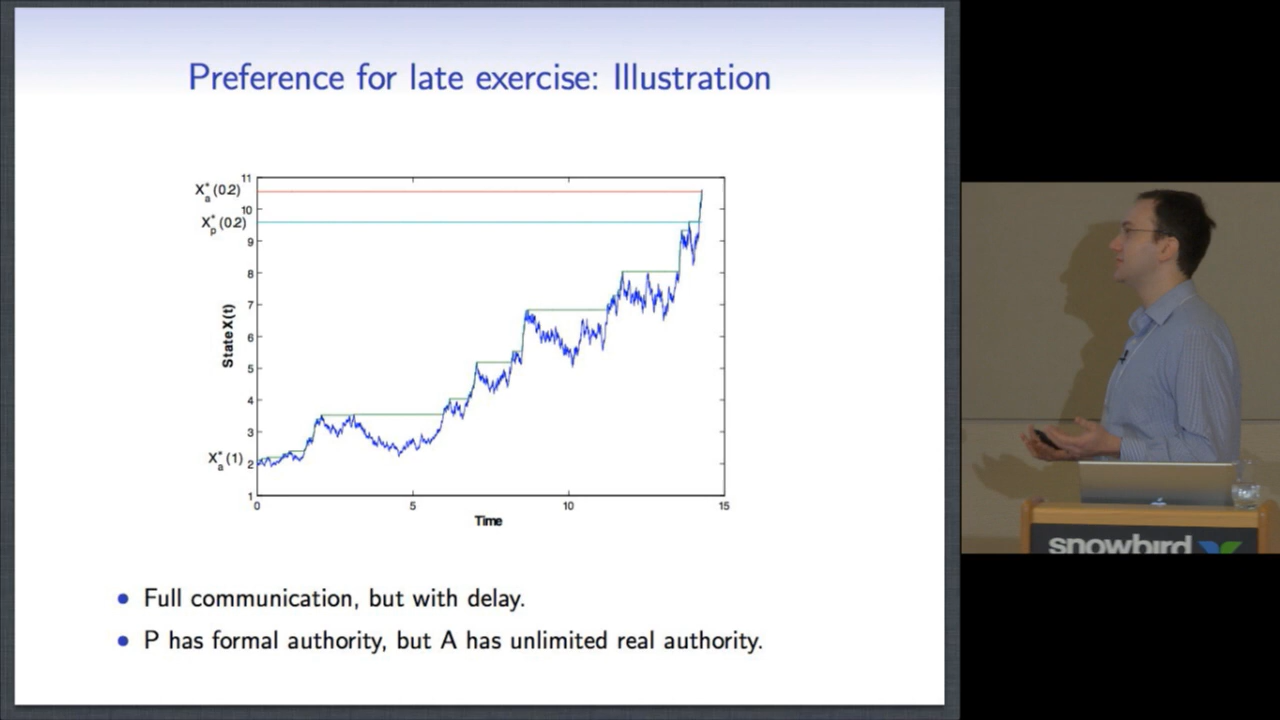 Preference for late exercise: Illustration
11
X*a(0.2)
10
X*p(0.2)
9
8
7
6
5
4
3
X*a(1)
2
1
State X(t)
0 5 10 15
Time
• Full communication, but with delay.
• P has formal authority, but A has unlimited real authority.
snowbird